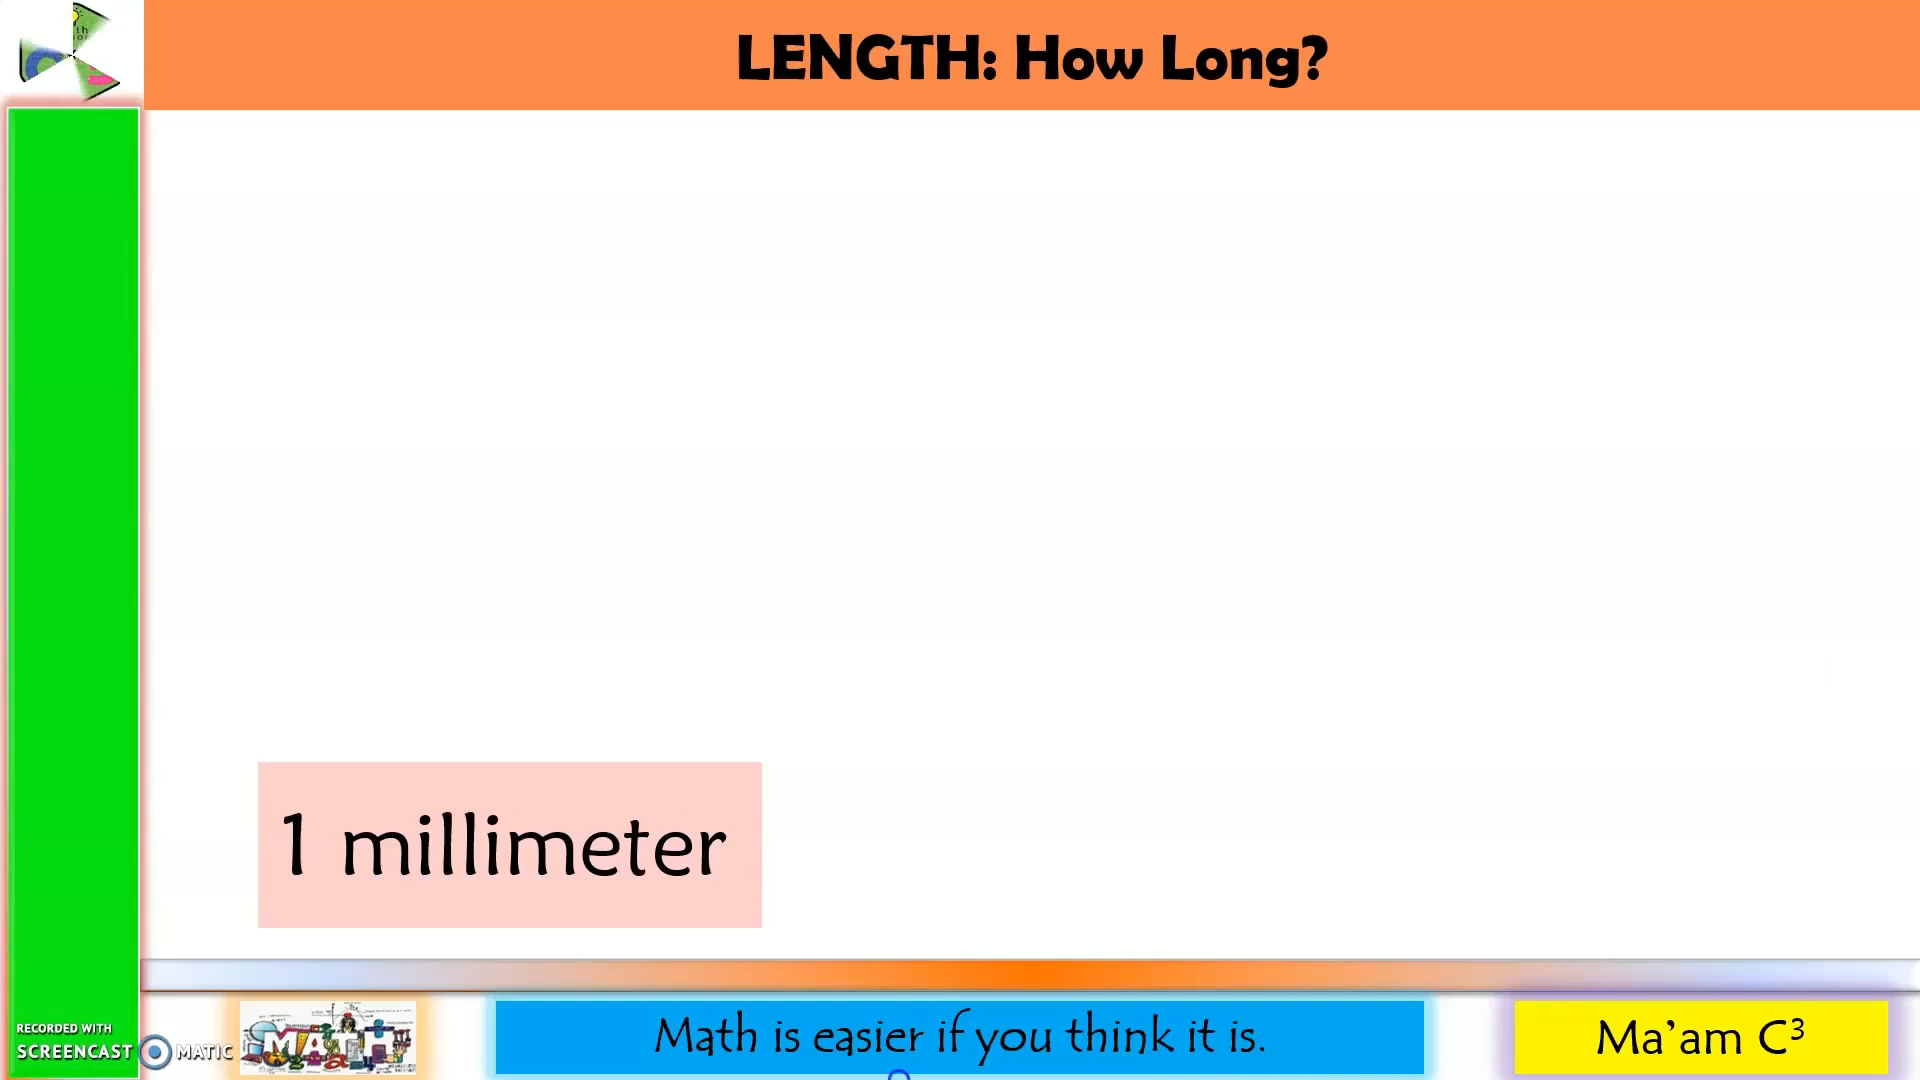 LENGTH: How Long?
1 millimeter
RECORDED WITH
SCREENCAST MATIC
MATH
Math is easier if you think it is.
Ma’am C³